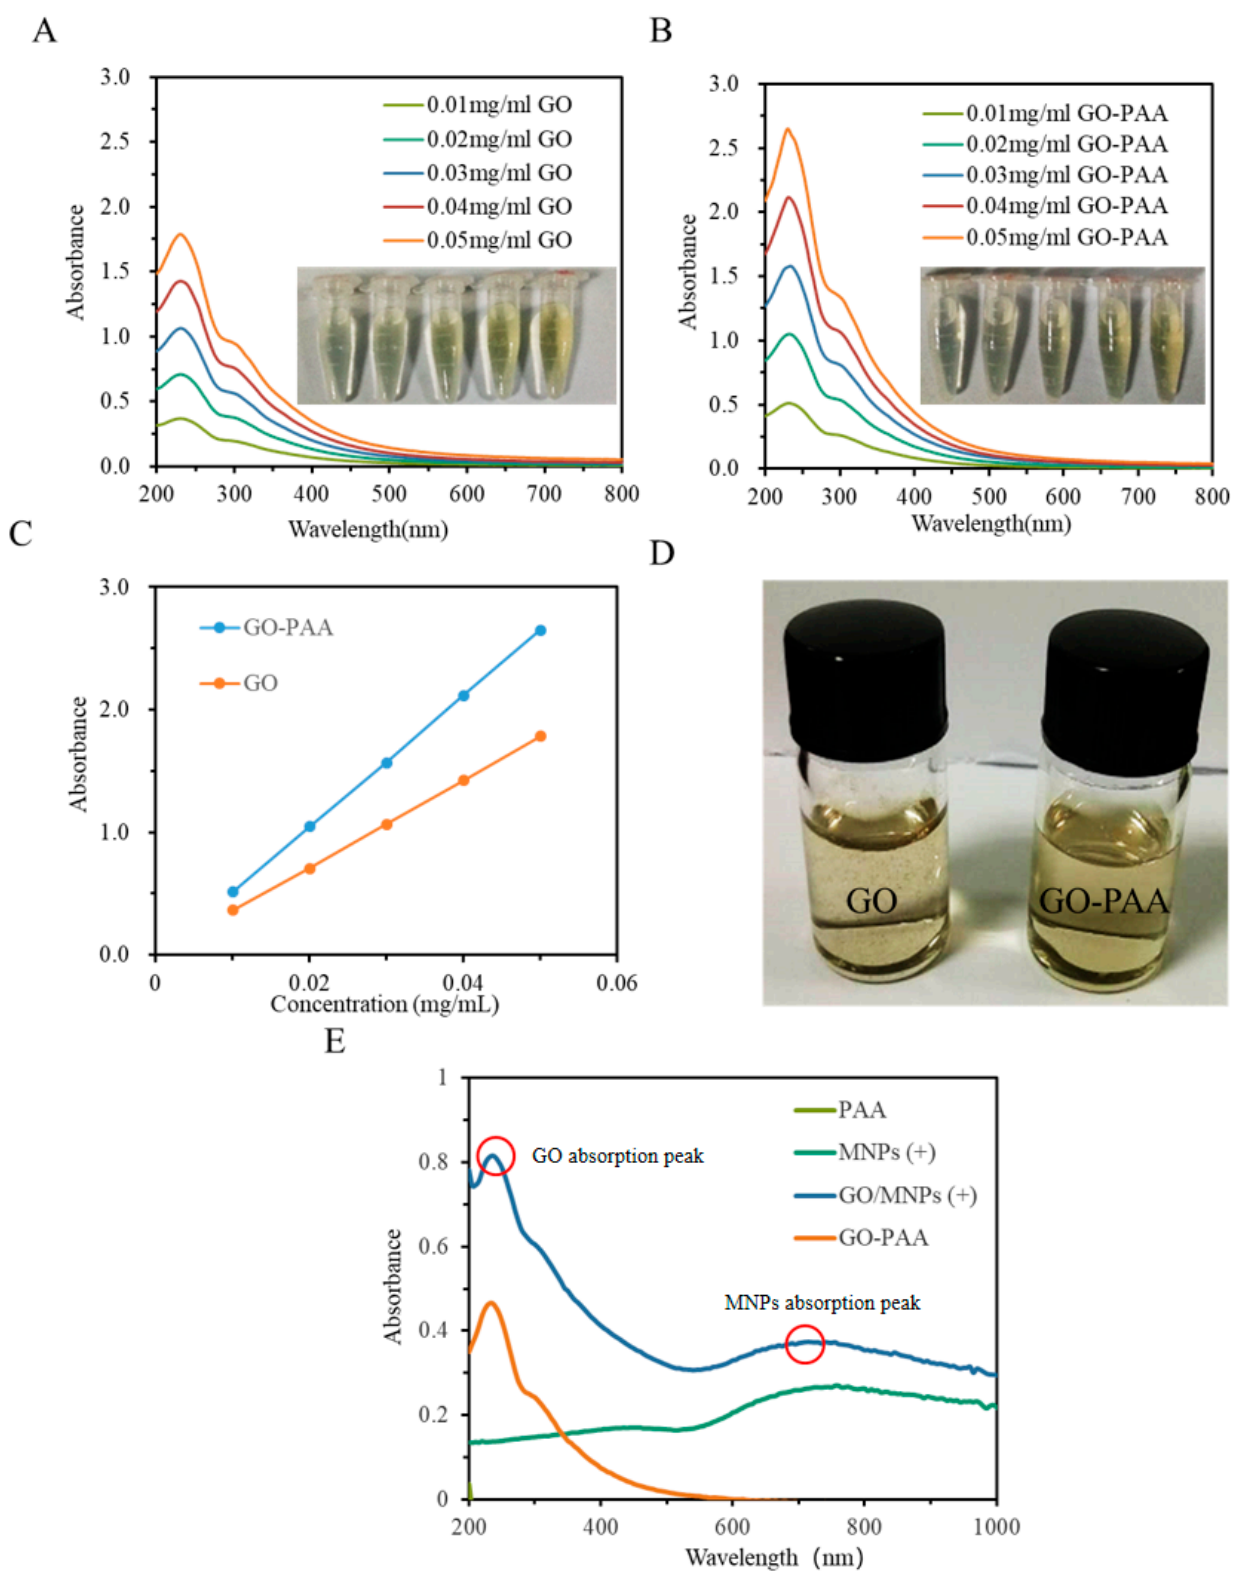 A
3.0
2.5
2.0
1.5
1.0
0.5
0.0
Absorbance
0.01mg/ml GO
0.02mg/ml GO
0.03mg/ml GO
0.04mg/ml GO
0.05mg/ml GO
200 300 400 500 600 700 800
Wavelength(nm)
B
3.0
2.5
2.0
1.5
1.0
0.5
0.0
Absorbance
0.01mg/ml GO-PAA
0.02mg/ml GO-PAA
0.03mg/ml GO-PAA
0.04mg/ml GO-PAA
0.05mg/ml GO-PAA
200 300 400 500 600 700 800
Wavelength(nm)
C
3.0
2.0
1.0
0.0
Absorbance
GO-PAA
GO
0 0.02 0.04 0.06
Concentration (mg/mL)
D
GO
GO-PAA
E
1
0.8
0.6
0.4
0.2
0
Absorbance
GO absorption peak
MNPs absorption peak
PAA
MNPs (+)
GO/MNPs (+)
GO-PAA
200 400 600 800 1000
Wavelength (nm)